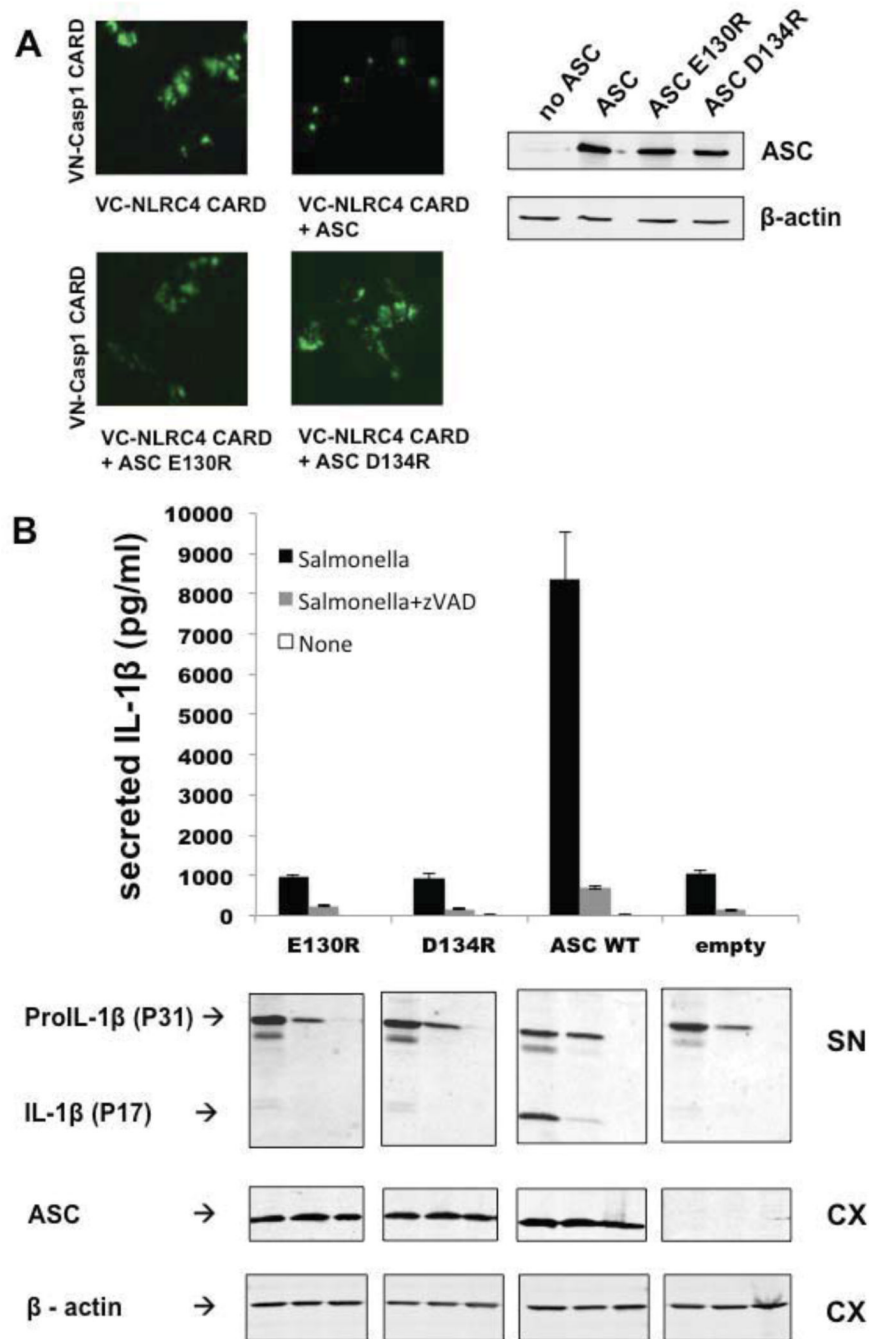 A
VN-Casp1 CARD
VC-NLRC4 CARD
VC-NLRC4 CARD
+ ASC
no ASC
ASC
ASC E130R
ASC D134R
ASC
β-actin
VN-Casp1 CARD
VC-NLRC4 CARD
+ ASC E130R
VC-NLRC4 CARD
+ ASC D134R
B
secreted IL-1β (pg/ml)
10000
9000
8000
7000
6000
5000
4000
3000
2000
1000
0
Salmonella
Salmonella+zVAD
None
E130R
D134R
ASC WT
empty
ProIL-1β (P31) →
SN
IL-1β (P17) →
ASC →
CX
β - actin →
CX